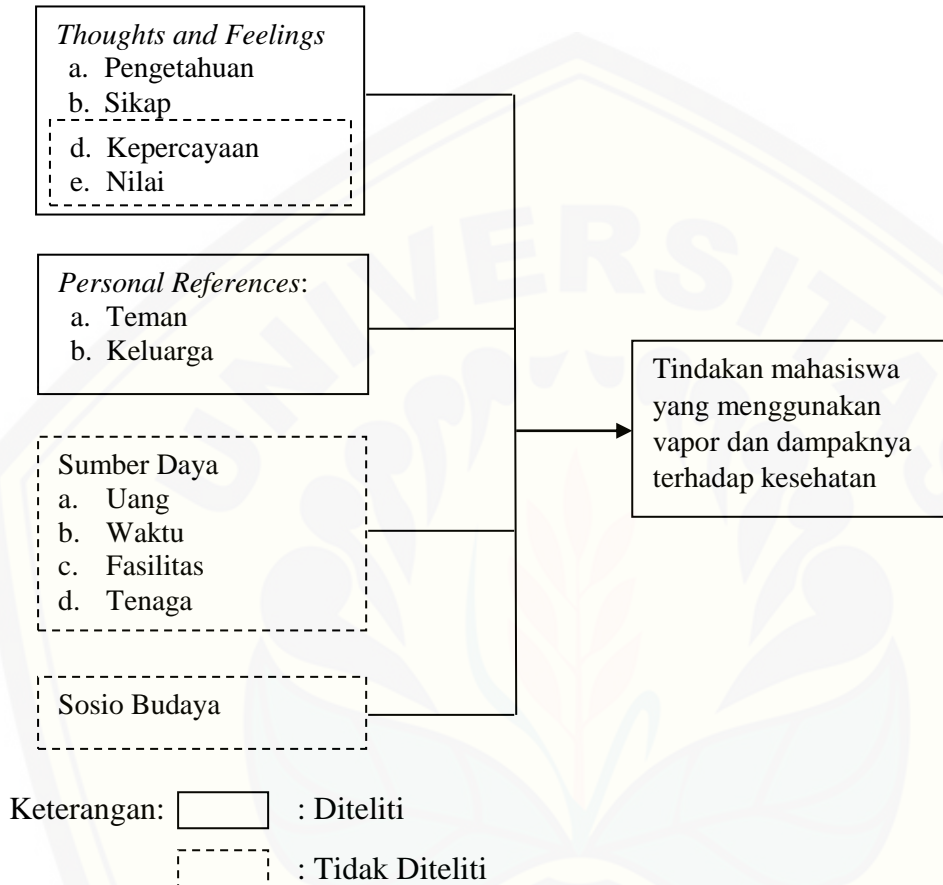 Thoughts and Feelings
a. Pengetahuan
b. Sikap
d. Kepercayaan
e. Nilai
Personal References:
a. Teman
b. Keluarga
Sumber Daya
a. Uang
b. Waktu
c. Fasilitas
d. Tenaga
Sosio Budaya
Tindakan mahasiswa
yang menggunakan
vapor dan dampaknya
terhadap kesehatan
Keterangan: : Diteliti
: Tidak Diteliti
UNIVERSITAS